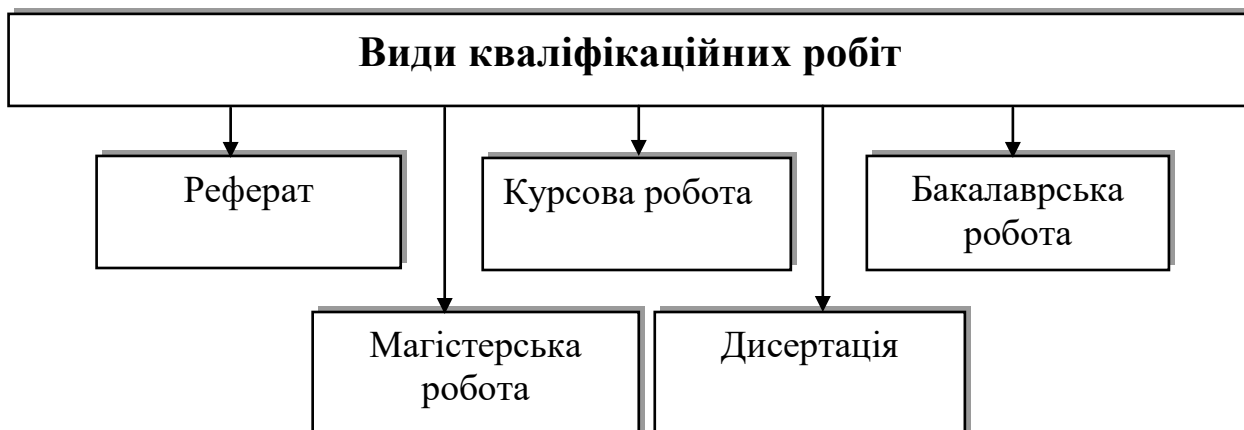 Види кваліфікаційних робіт
Реферат
Курсова робота
Бакалаврська
робота
Магістерська
робота
Дисертація